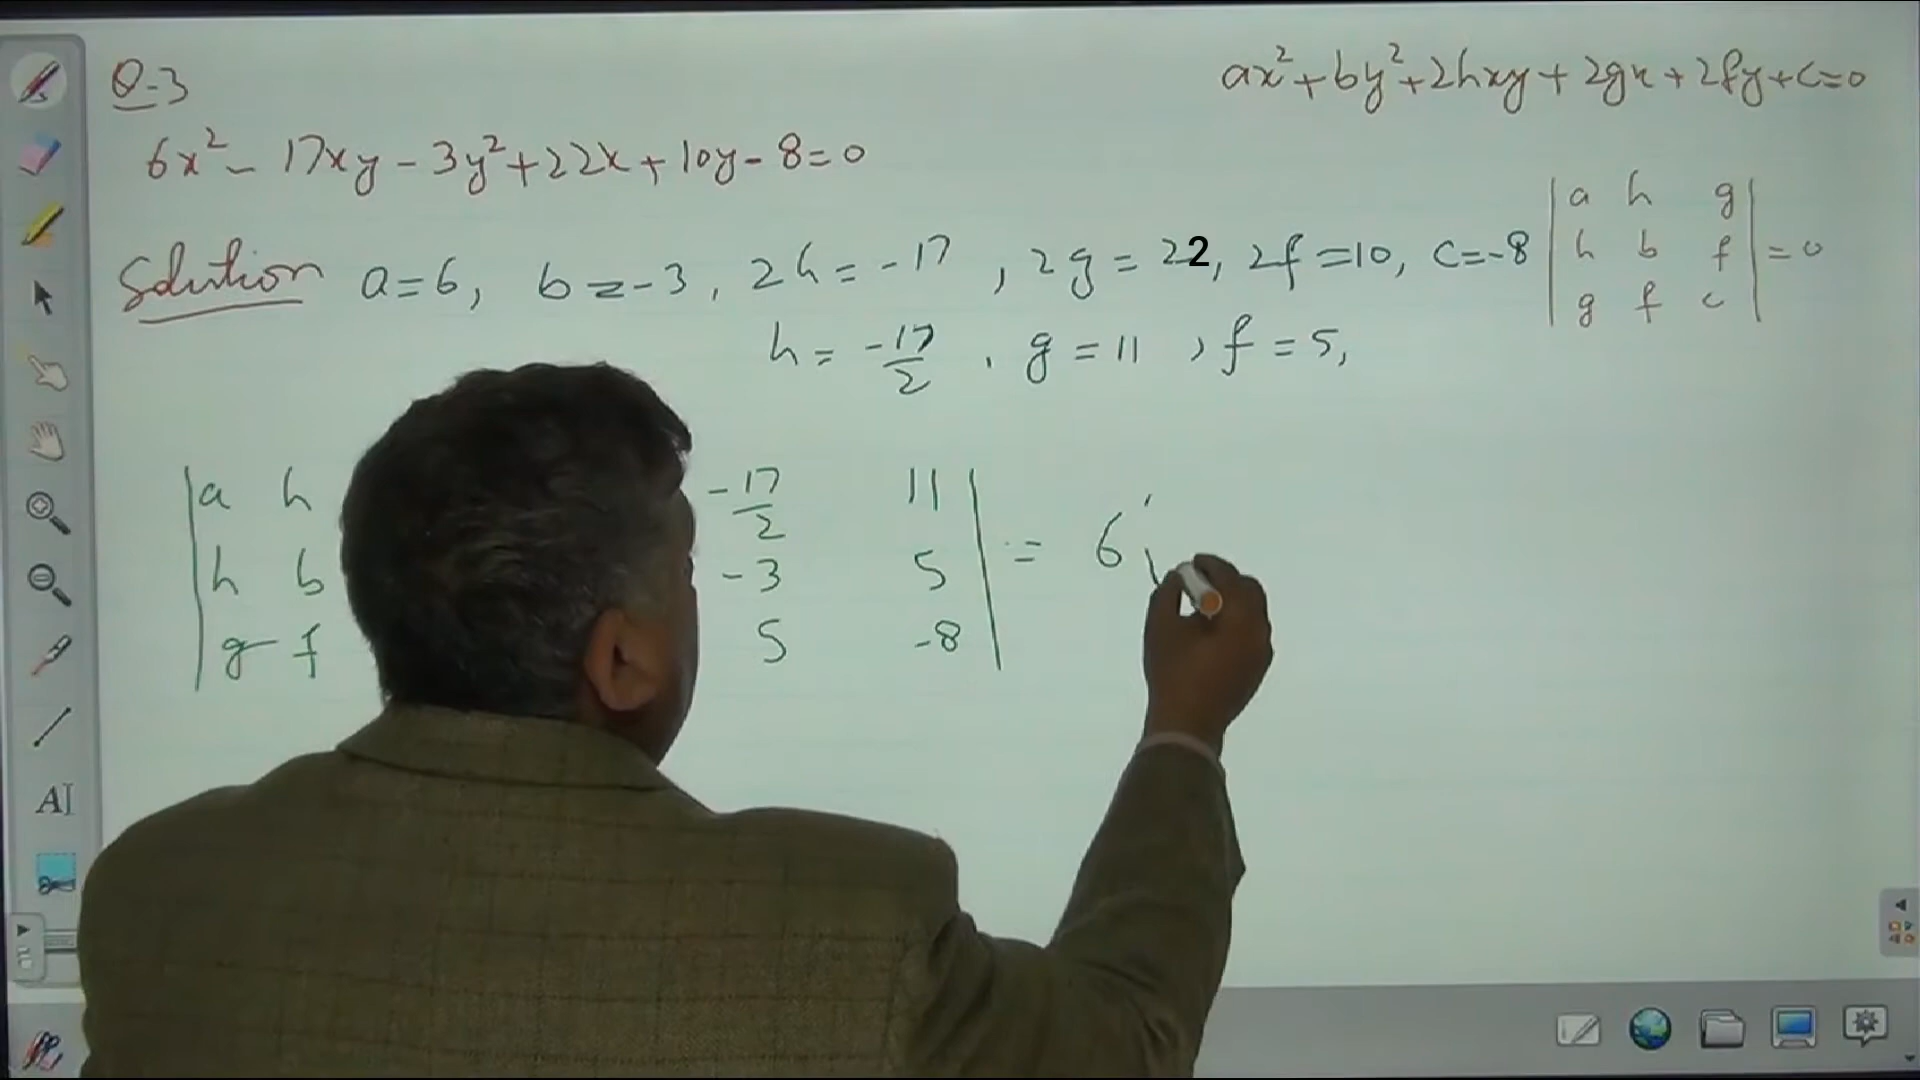 Q-3
ax²+by²+2hxy+2gx+2fy+c=0
6x²-17xy-3y²+22x+10y-8=0
Solution a=6, b=-3, 2h=-17, 2g=22, 2f=10, c=-8
a h g
h b f =0
g f c
h=-17/2, g=11, f=5,
a h -17/2 11
h b -3 5 = 6
g f 5 -8
AI